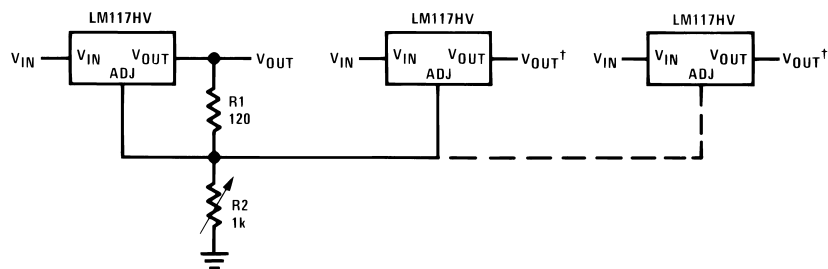 LM117HV LM117HV LM117HV
VIN VIN VOUT VOUT VIN VIN VOUT VOUT† VIN VIN VOUT VOUT†
ADJ ADJ ADJ
R1
120
R2
1k